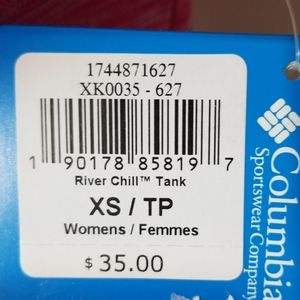 1744871627
XK0035 - 627
1 90178 85819 7
River Chill™ Tank
XS / TP
Womens / Femmes
$ 35.00
Columbia
Sportswear Company